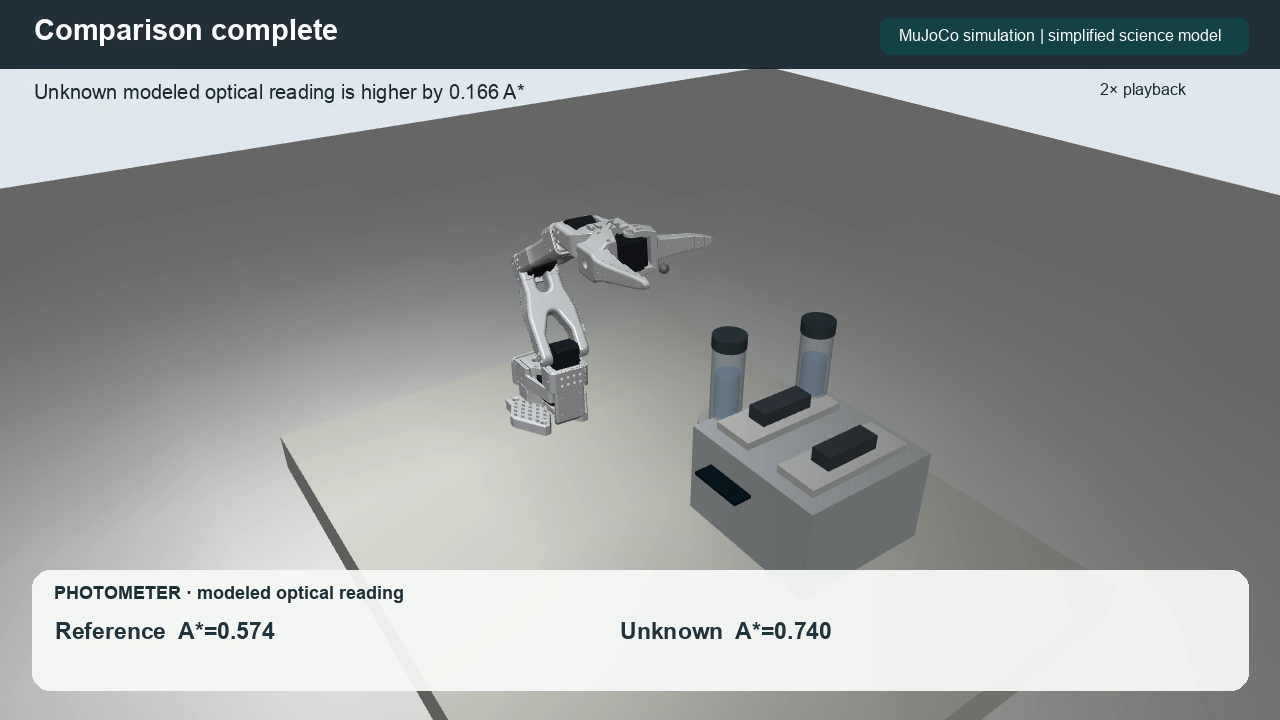 Comparison complete
MuJoCo simulation | simplified science model
Unknown modeled optical reading is higher by 0.166 A*
2× playback
PHOTOMETER · modeled optical reading
Reference A*=0.574
Unknown A*=0.740